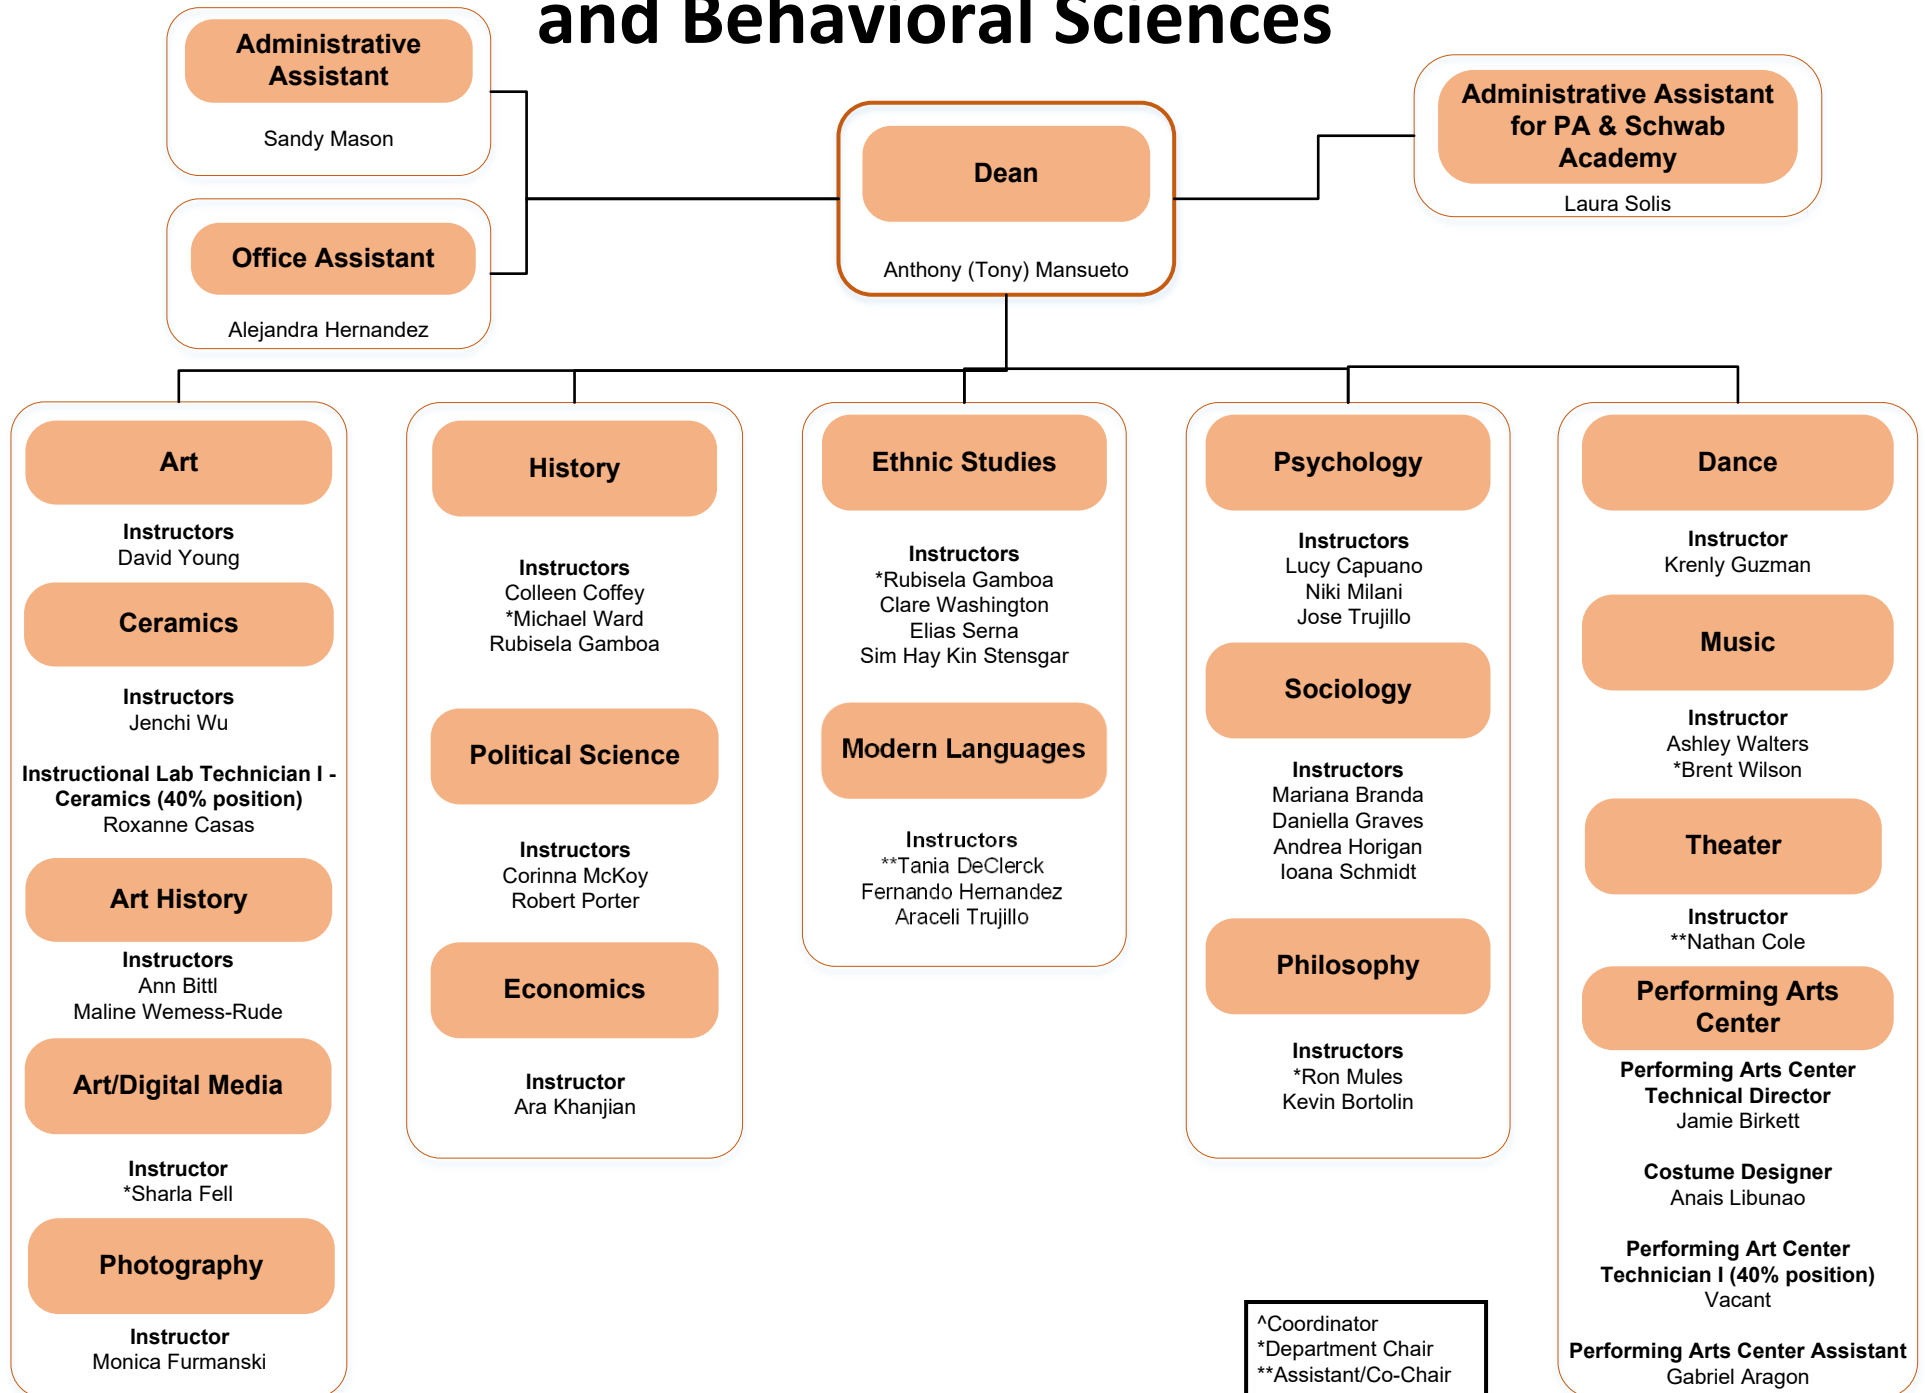 and Behavioral Sciences
Administrative
Assistant
Sandy Mason
Office Assistant
Alejandra Hernandez
Dean
Anthony (Tony) Mansueto
Administrative Assistant
for PA & Schwab
Academy
Laura Solis
Art
Instructors
David Young
Ceramics
Instructors
Jenchi Wu
Instructional Lab Technician I -
Ceramics (40% position)
Roxanne Casas
Art History
Instructors
Ann Bittl
Maline Wemess-Rude
Art/Digital Media
Instructor
*Sharla Fell
Photography
Instructor
Monica Furmanski
History
Instructors
Colleen Coffey
*Michael Ward
Rubisela Gamboa
Political Science
Instructors
Corinna McKoy
Robert Porter
Economics
Instructor
Ara Khanjian
Ethnic Studies
Instructors
*Rubisela Gamboa
Clare Washington
Elias Serna
Sim Hay Kin Stensgar
Modern Languages
Instructors
**Tania DeClerck
Fernando Hernandez
Araceli Trujillo
Psychology
Instructors
Lucy Capuano
Niki Milani
Jose Trujillo
Sociology
Instructors
Mariana Branda
Daniella Graves
Andrea Horigan
Ioana Schmidt
Philosophy
Instructors
*Ron Mules
Kevin Bortolin
Dance
Instructor
Krenly Guzman
Music
Instructor
Ashley Walters
*Brent Wilson
Theater
Instructor
**Nathan Cole
Performing Arts
Center
Performing Arts Center
Technical Director
Jamie Birkett
Costume Designer
Anais Libunao
Performing Art Center
Technician I (40% position)
Vacant
Performing Arts Center Assistant
Gabriel Aragon
^Coordinator
*Department Chair
**Assistant/Co-Chair